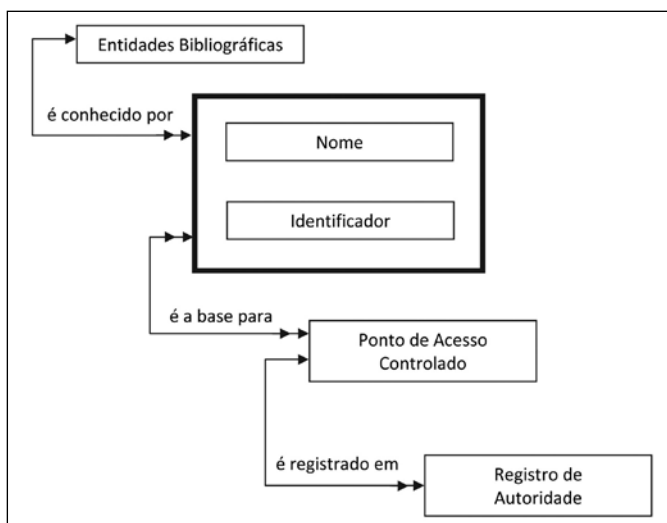 Entidades Bibliográficas
é conhecido por
Nome
Identificador
é a base para
Ponto de Acesso
Controlado
é registrado em
Registro de
Autoridade